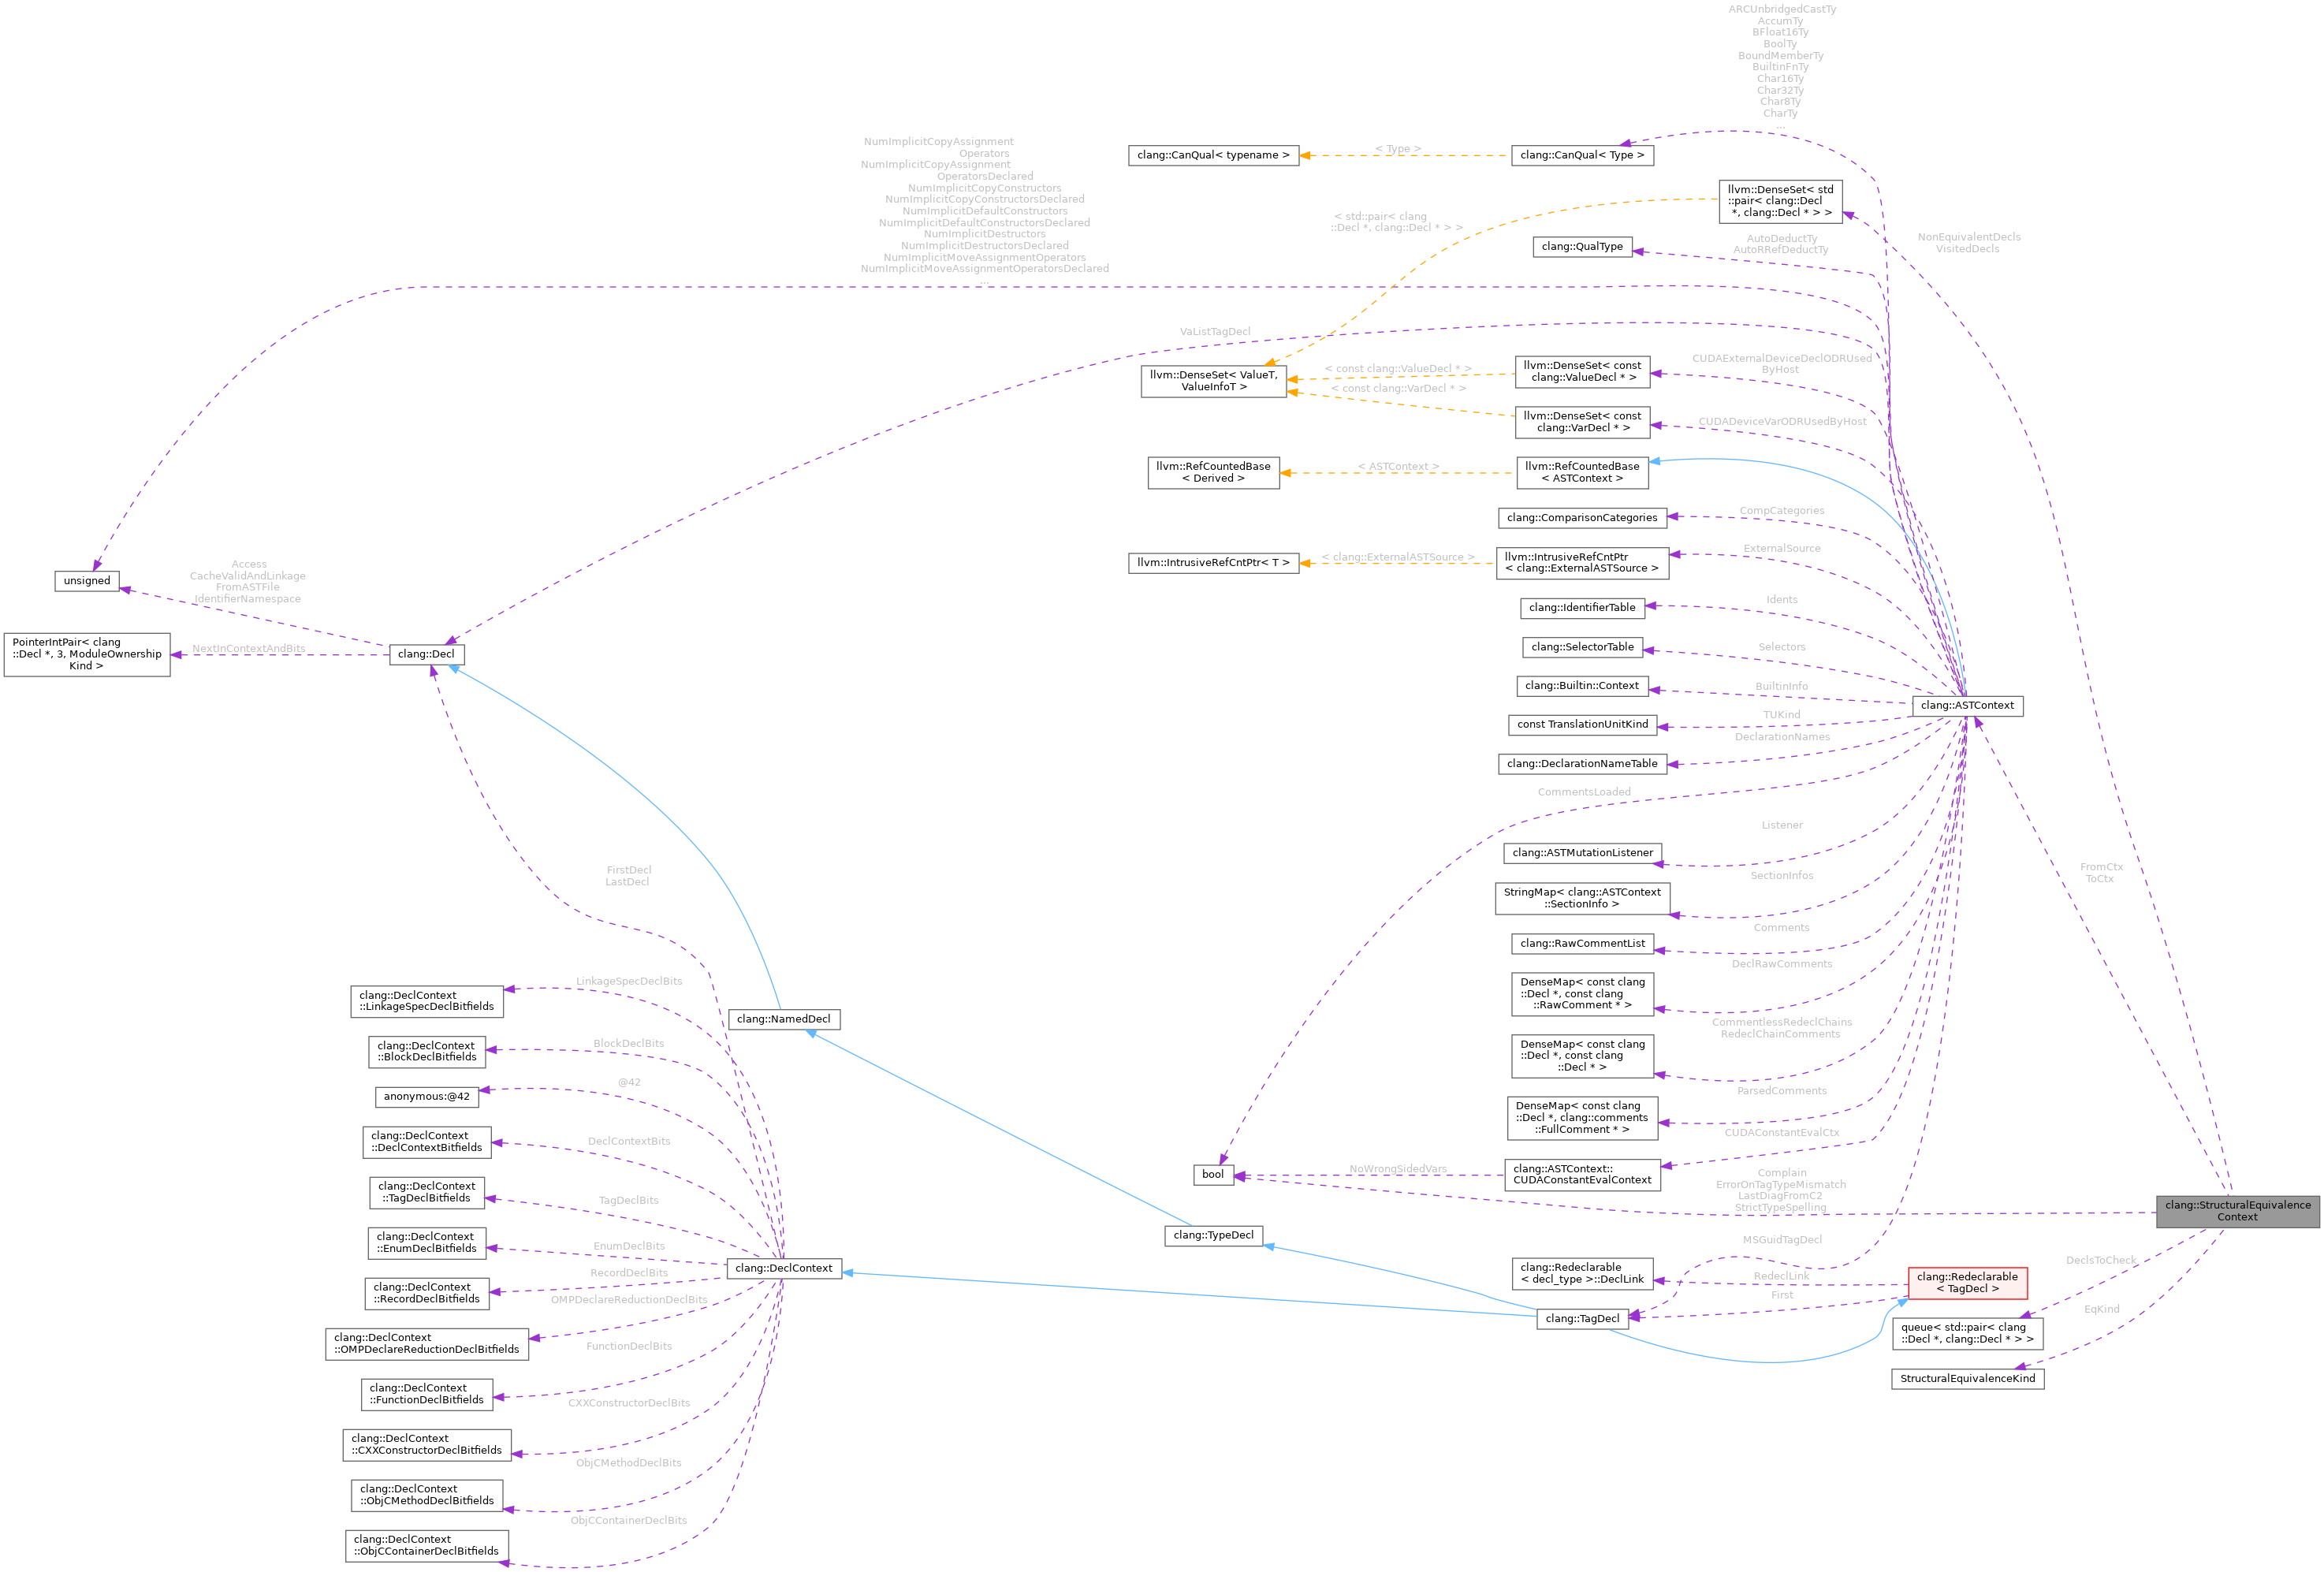 ARCUnbridgedCastTy
AccumTy
BFloat16Ty
BoolTy
BoundMemberTy
BuiltinFnTy
Char16Ty
Char32Ty
Char8Ty
CharTy
...
NumImplicitCopyAssignment
Operators
NumImplicitCopyAssignment
OperatorsDeclared
NumImplicitCopyConstructors
NumImplicitCopyConstructorsDeclared
NumImplicitDefaultConstructors
NumImplicitDefaultConstructorsDeclared
NumImplicitDestructors
NumImplicitDestructorsDeclared
NumImplicitMoveAssignmentOperators
NumImplicitMoveAssignmentOperatorsDeclared
...
clang::CanQual< typename >
< Type >
clang::CanQual< Type >
llvm::DenseSet< std
::pair< clang::Decl
*, clang::Decl * > >
< std::pair< clang
::Decl *, clang::Decl * > >
clang::QualType
AutoDeductTy
AutoRRefDeductTy
NonEquivalentDecls
VisitedDecls
VaListTagDecl
llvm::DenseSet< ValueT,
ValueInfoT >
< const clang::ValueDecl * >
< const clang::VarDecl * >
llvm::DenseSet< const
clang::ValueDecl * >
CUDAExternalDeviceDeclODRUsed
ByHost
llvm::DenseSet< const
clang::VarDecl * >
CUDADeviceVarODRUsedByHost
llvm::RefCountedBase
< Derived >
< ASTContext >
llvm::RefCountedBase
< ASTContext >
clang::ComparisonCategories
CompCategories
llvm::IntrusiveRefCntPtr< T >
< clang::ExternalASTSource >
llvm::IntrusiveRefCntPtr
< clang::ExternalASTSource >
ExternalSource
unsigned
Access
CacheValidAndLinkage
FromASTFile
IdentifierNamespace
clang::IdentifierTable
Idents
PointerIntPair< clang
::Decl *, 3, ModuleOwnership
Kind >
NextInContextAndBits
clang::Decl
clang::SelectorTable
Selectors
clang::Builtin::Context
BuiltinInfo
clang::ASTContext
const TranslationUnitKind
TUKind
clang::DeclarationNameTable
DeclarationNames
CommentsLoaded
clang::ASTMutationListener
Listener
FirstDecl
LastDecl
StringMap< clang::ASTContext
::SectionInfo >
SectionInfos
FromCtx
ToCtx
clang::RawCommentList
Comments
DenseMap< const clang
::Decl *, const clang
::RawComment * >
DeclRawComments
clang::DeclContext
::LinkageSpecDeclBitfields
LinkageSpecDeclBits
clang::NamedDecl
clang::DeclContext
::BlockDeclBitfields
BlockDeclBits
DenseMap< const clang
::Decl *, const clang
::Decl * >
CommentlessRedeclChains
RedeclChainComments
anonymous:@42
@42
DenseMap< const clang
::Decl *, clang::comments
::FullComment * >
ParsedComments
clang::DeclContext
::DeclContextBitfields
DeclContextBits
bool
NoWrongSidedVars
clang::ASTContext::
CUDAConstantEvalContext
CUDAConstantEvalCtx
Complain
ErrorOnTagTypeMismatch
LastDiagFromC2
StrictTypeSpelling
clang::StructuralEquivalence
Context
clang::DeclContext
::TagDeclBitfields
TagDeclBits
clang::DeclContext
::EnumDeclBitfields
EnumDeclBits
clang::TypeDecl
clang::DeclContext
MSGuidTagDecl
DeclsToCheck
clang::DeclContext
::RecordDeclBitfields
RecordDeclBits
clang::Redeclarable
< decl_type >::DeclLink
RedeclLink
First
clang::Redeclarable
< TagDecl >
OMPDeclareReductionDeclBits
clang::TagDecl
EqKind
queue< std::pair< clang
::Decl *, clang::Decl * > >
clang::DeclContext
::OMPDeclareReductionDeclBitfields
FunctionDeclBits
StructuralEquivalenceKind
clang::DeclContext
::FunctionDeclBitfields
CXXConstructorDeclBits
clang::DeclContext
::CXXConstructorDeclBitfields
ObjCMethodDeclBits
clang::DeclContext
::ObjCMethodDeclBitfields
ObjCContainerDeclBits
clang::DeclContext
::ObjCContainerDeclBitfields